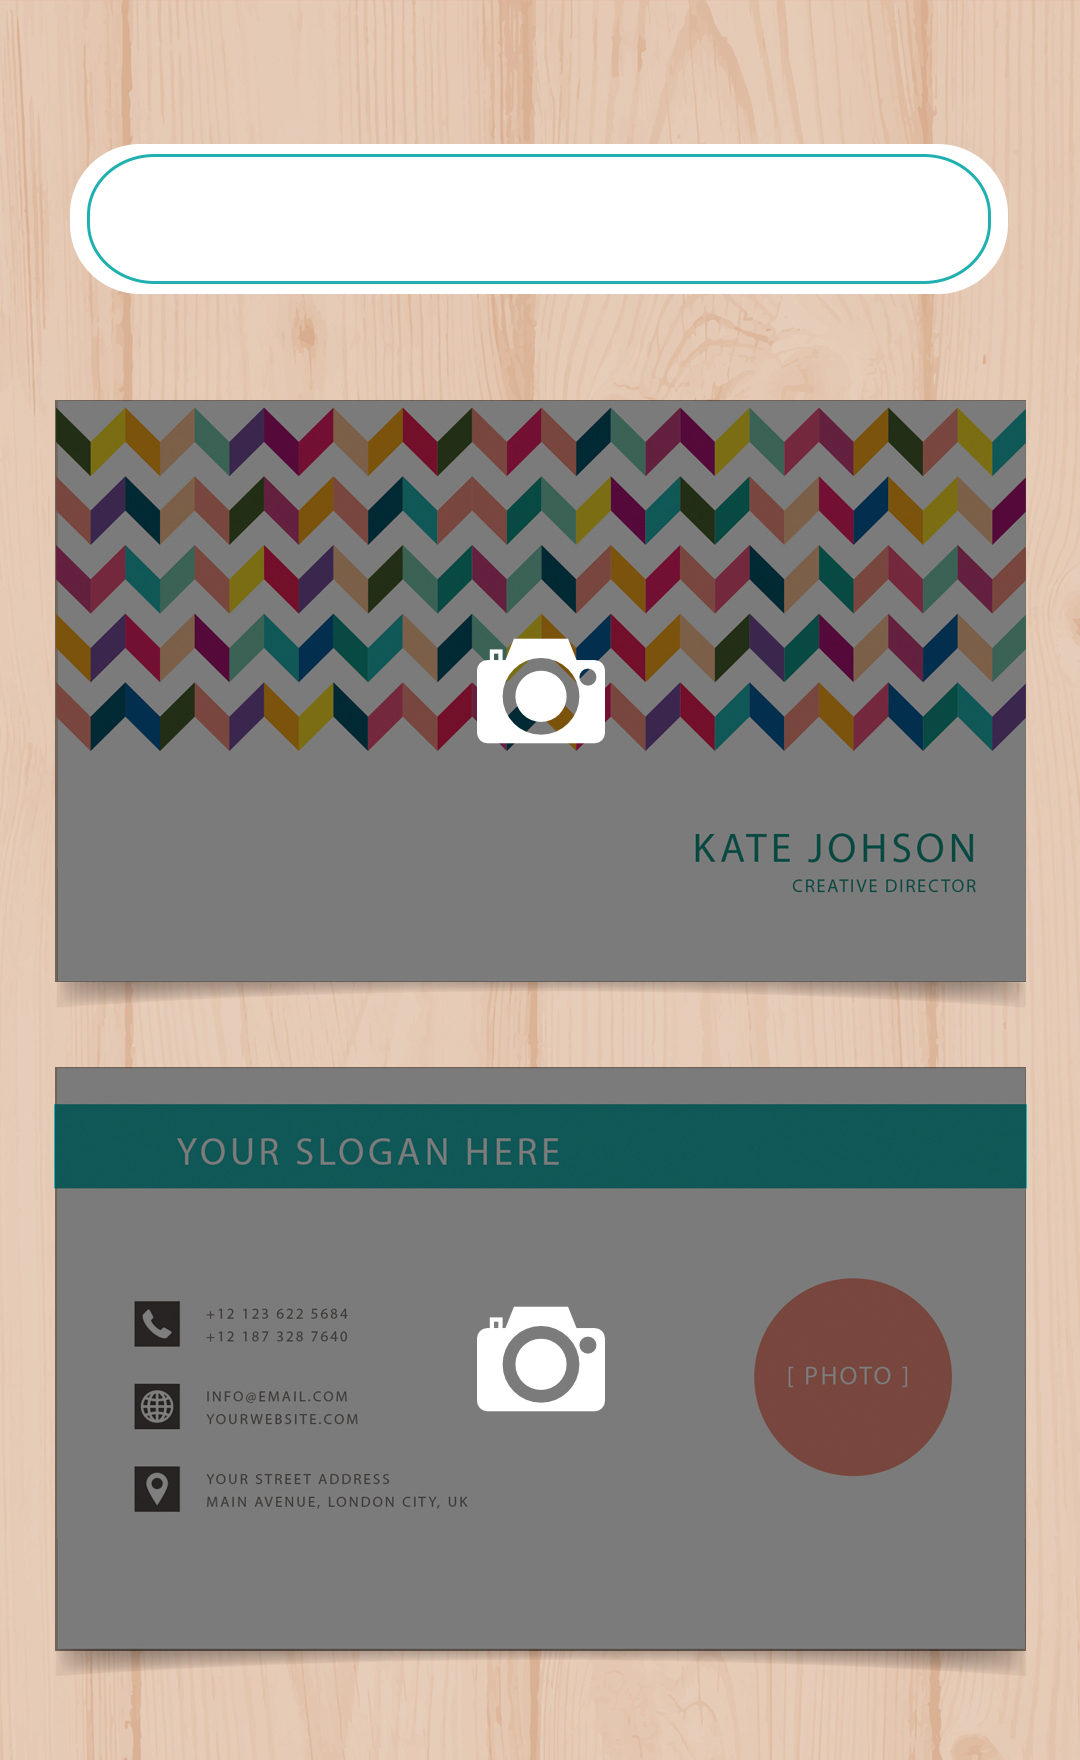 KATE JOHSON
CREATIVE DIRECTOR
YOUR SLOGAN HERE
+12 123 622 5684
+12 187 328 7640
INFO@EMAIL.COM
YOURWEBSITE.COM
YOUR STREET ADDRESS
MAIN AVENUE, LONDON CITY, UK
[ PHOTO ]